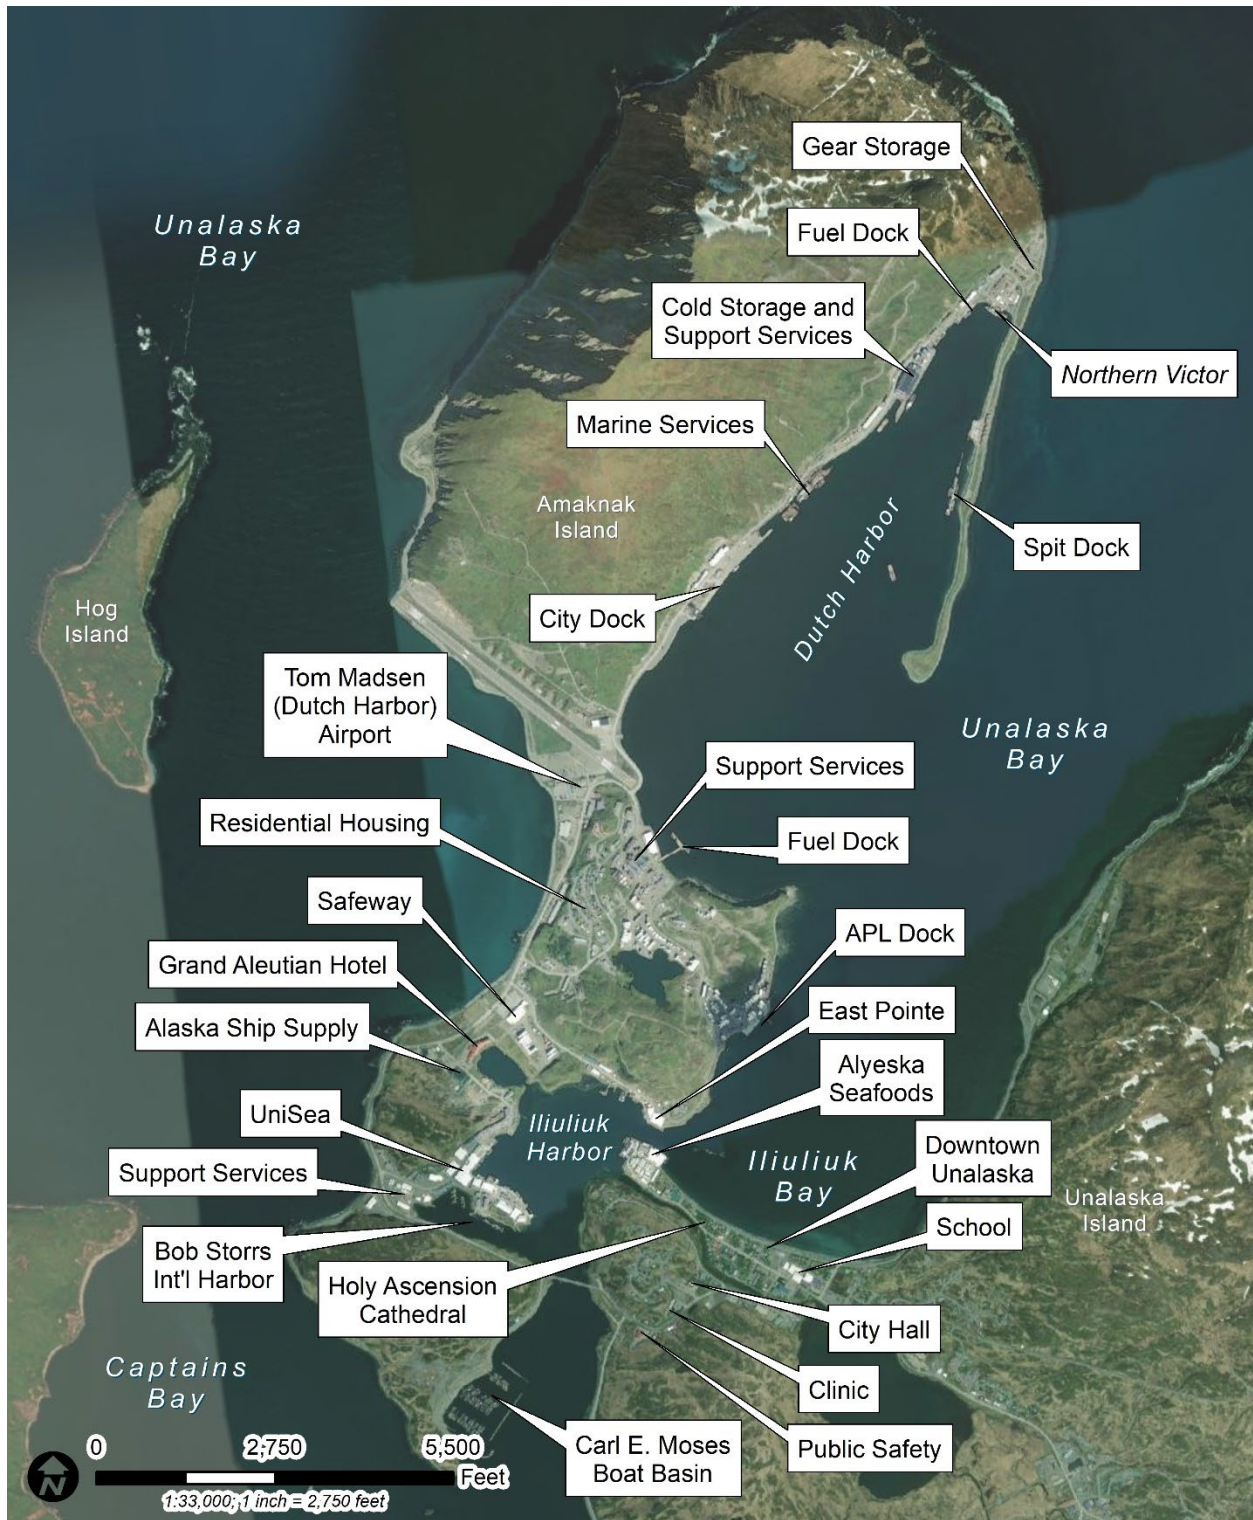 Gear Storage
Unalaska
Bay
Fuel Dock
Cold Storage and
Support Services
Northern Victor
Marine Services
Amaknak
Island
Dutch Harbor
Spit Dock
Hog
Island
City Dock
Tom Madsen
(Dutch Harbor)
Airport
Unalaska
Bay
Support Services
Residential Housing
Fuel Dock
Safeway
APL Dock
Grand Aleutian Hotel
East Pointe
Alaska Ship Supply
Alyeska
Seafoods
UniSea
Iliuliuk
Harbor
Iliuliuk
Bay
Downtown
Unalaska
Support Services
Unalaska
Island
School
Bob Storrs
Int'l Harbor
Holy Ascension
Cathedral
City Hall
Captains
Bay
Clinic
Carl E. Moses
Boat Basin
Public Safety
0 2,750 5,500
Feet
N
1:33,000; 1 inch = 2,750 feet